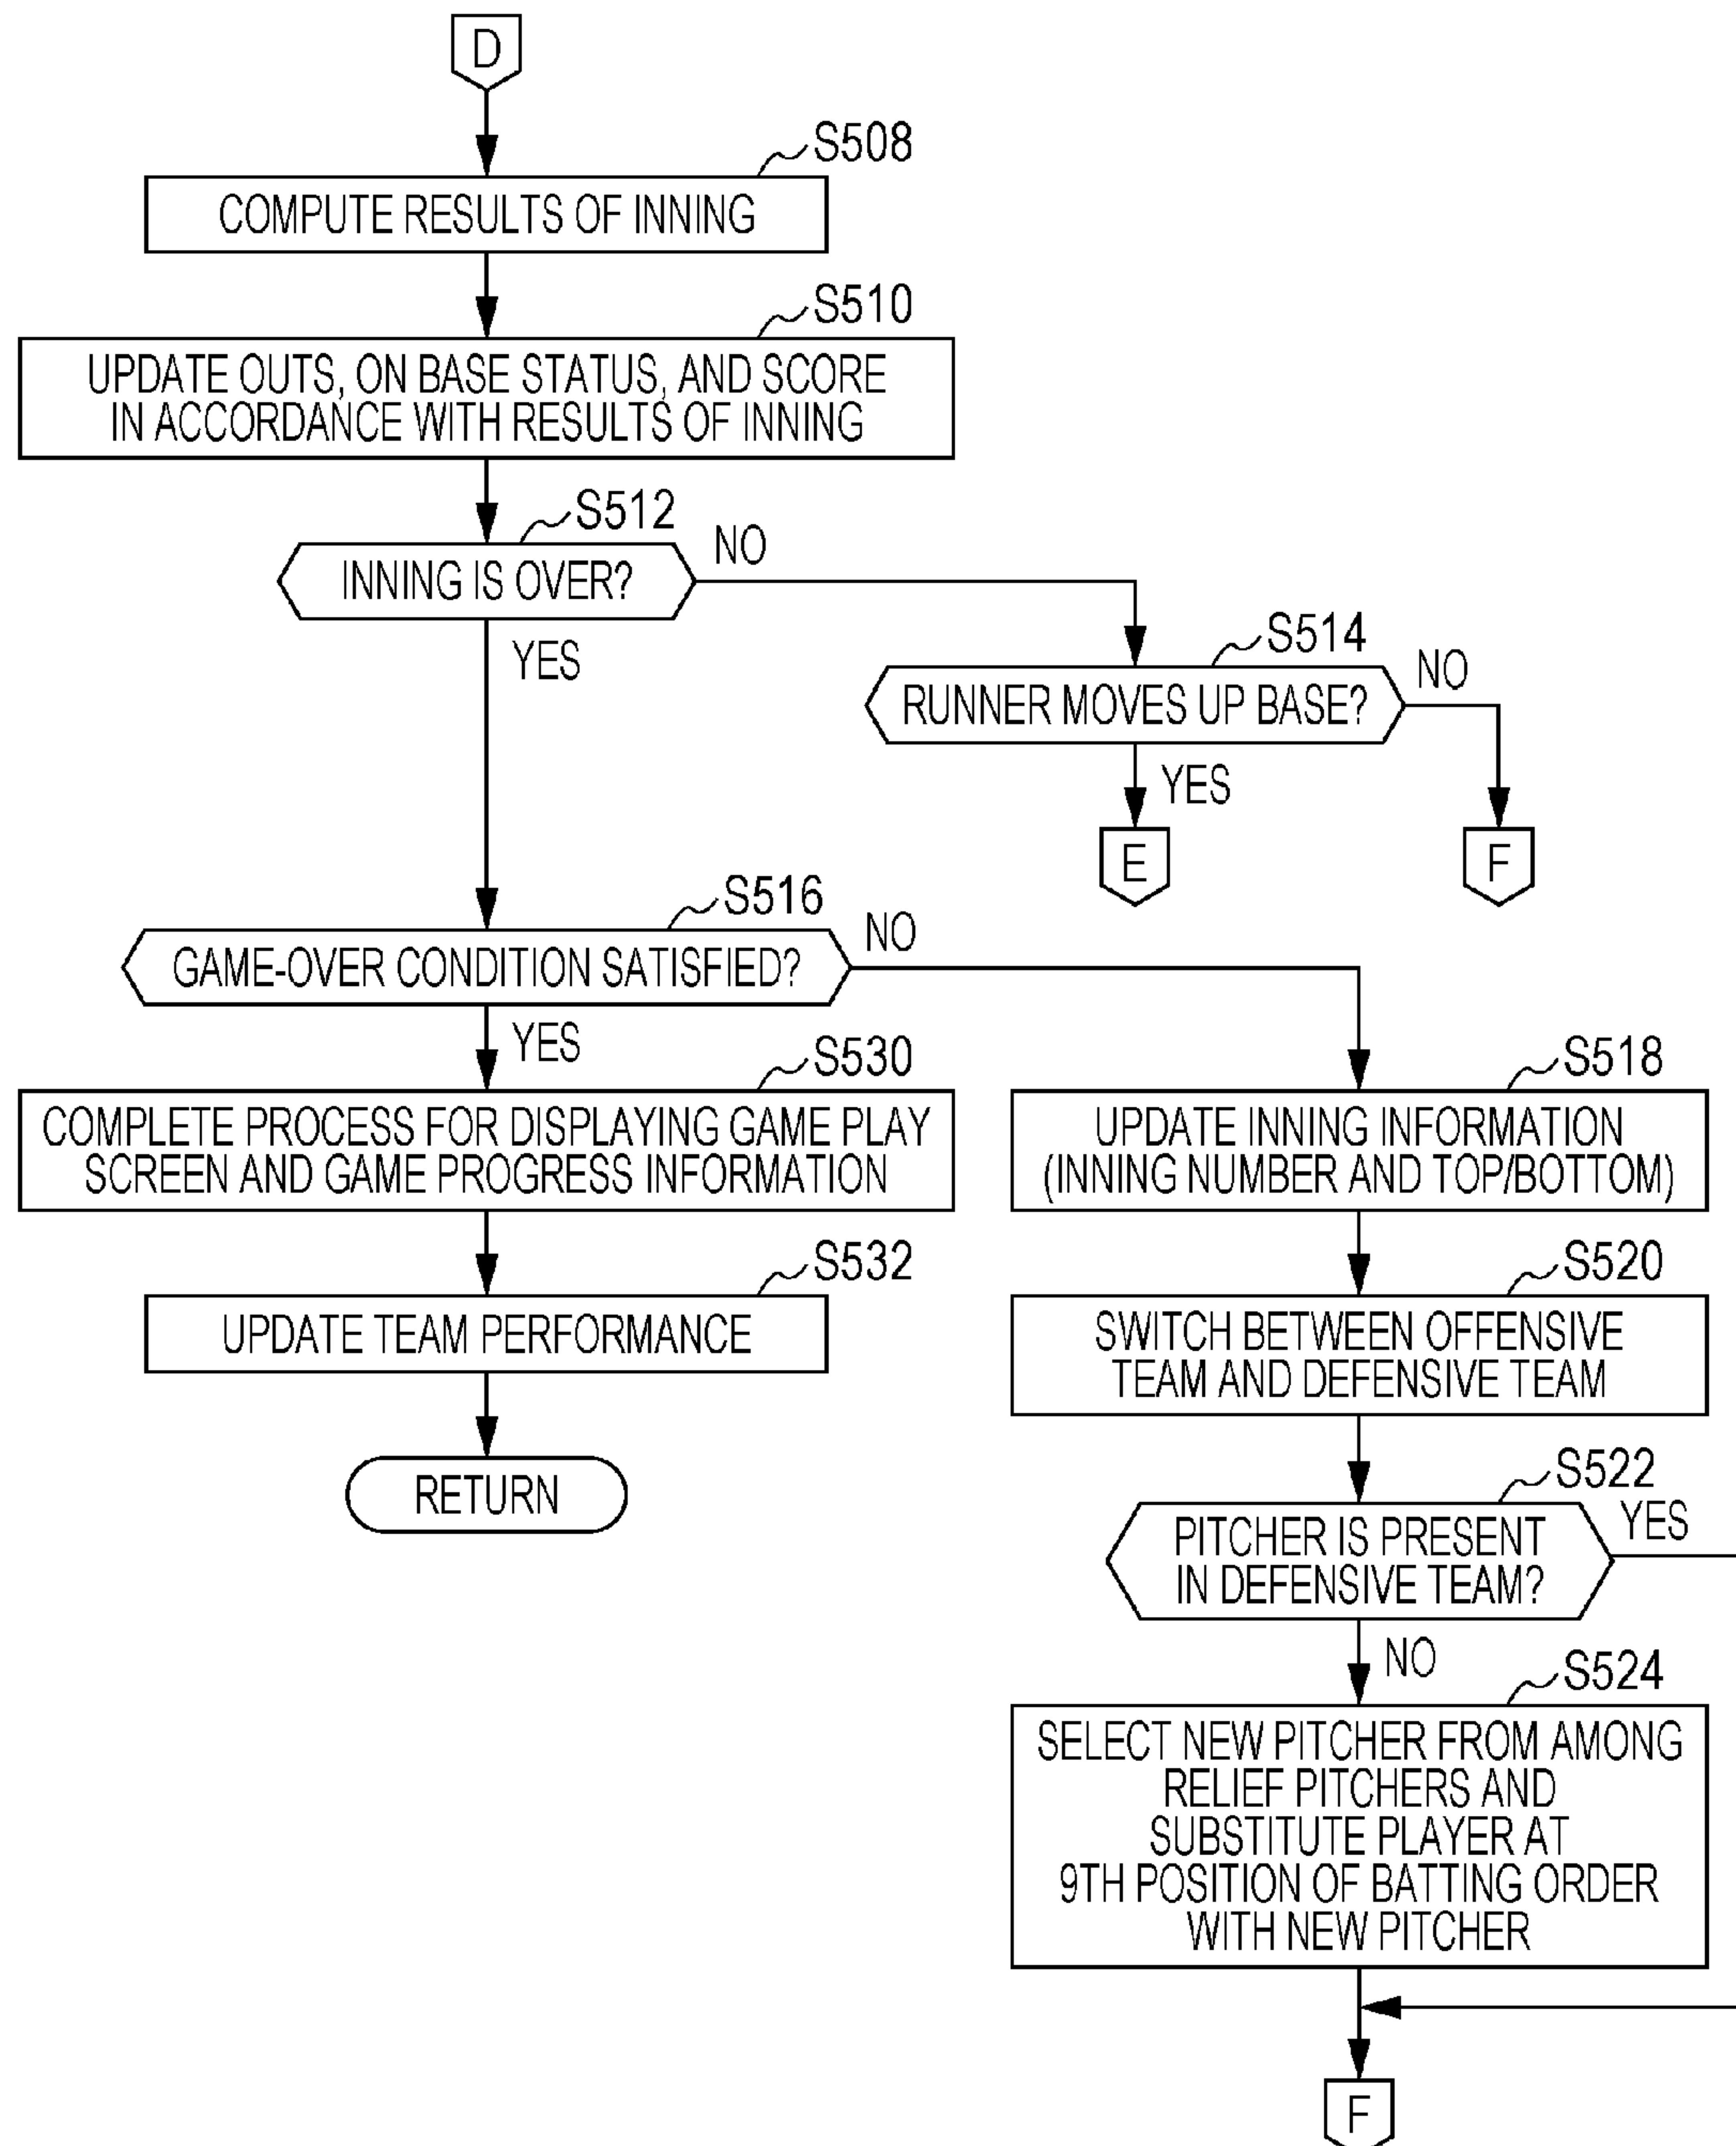 D
S508
COMPUTE RESULTS OF INNING
S510
UPDATE OUTS, ON BASE STATUS, AND SCORE
IN ACCORDANCE WITH RESULTS OF INNING
S512
INNING IS OVER?
NO
YES
S514
RUNNER MOVES UP BASE?
NO
YES
E
F
S516
GAME-OVER CONDITION SATISFIED?
NO
YES
S530
COMPLETE PROCESS FOR DISPLAYING GAME PLAY
SCREEN AND GAME PROGRESS INFORMATION
S532
UPDATE TEAM PERFORMANCE
RETURN
S518
UPDATE INNING INFORMATION
(INNING NUMBER AND TOP/BOTTOM)
S520
SWITCH BETWEEN OFFENSIVE
TEAM AND DEFENSIVE TEAM
S522
PITCHER IS PRESENT
IN DEFENSIVE TEAM?
YES
NO
S524
SELECT NEW PITCHER FROM AMONG
RELIEF PITCHERS AND
SUBSTITUTE PLAYER AT
9TH POSITION OF BATTING ORDER
WITH NEW PITCHER
F